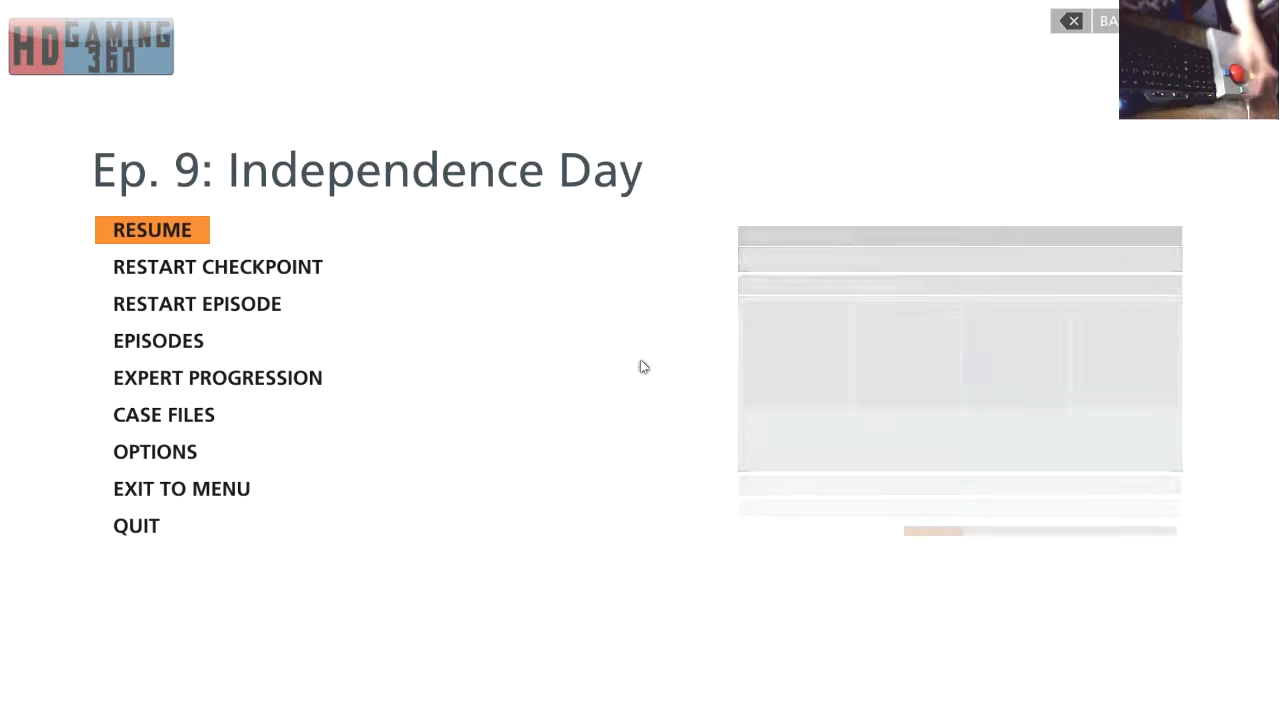 HD GAMING
360
BA
Ep. 9: Independence Day
RESUME
RESTART CHECKPOINT
RESTART EPISODE
EPISODES
EXPERT PROGRESSION
CASE FILES
OPTIONS
EXIT TO MENU
QUIT